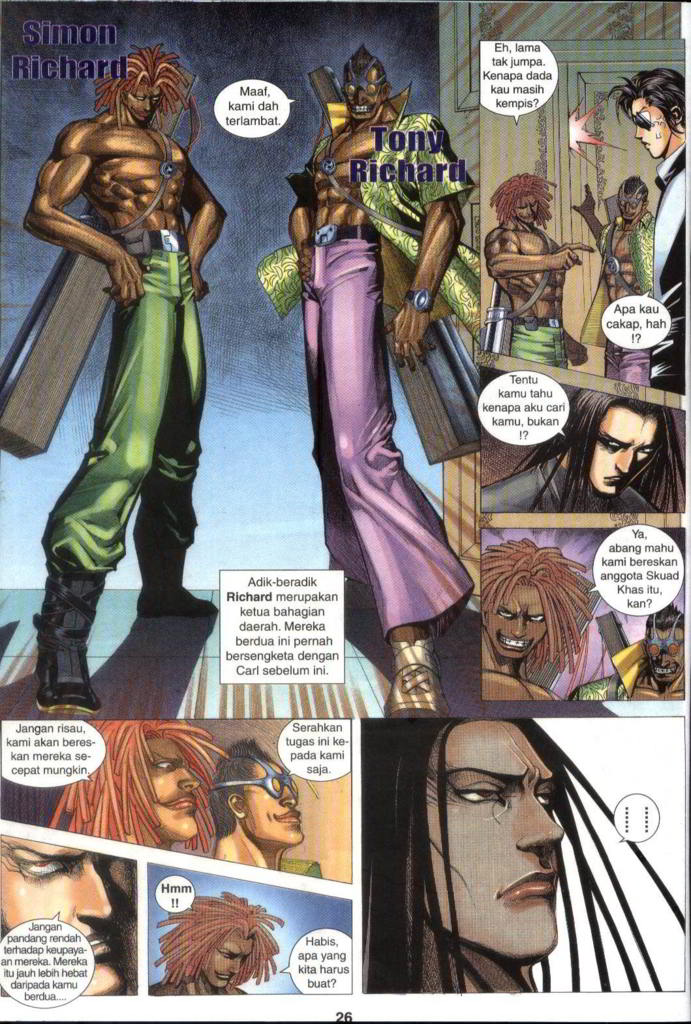 Simon
Richard
Maaf,
kami dah
terlambat.
Tony
Richard
Eh, lama
tak jumpa.
Kenapa dada
kau masih
kempis?
Apa kau
cakap, hah
!?
Tentu
kamu tahu
kenapa aku cari
kamu, bukan
!?
Adik-beradik
Richard merupakan
ketua bahagian
daerah. Mereka
berdua ini pernah
bersengketa dengan
Carl sebelum ini.
Ya,
abang mahu
kami bereskan
anggota Skuad
Khas itu,
kan?
Jangan risau,
kami akan beres-
kan mereka se-
cepat mungkin.
Serahkan
tugas ini ke-
pada kami
saja.
Jangan
pandang rendah
terhadap keupaya-
an mereka. Mereka
itu jauh lebih hebat
daripada kamu
berdua....
Hmm
!!
Habis,
apa yang
kita harus
buat?
26